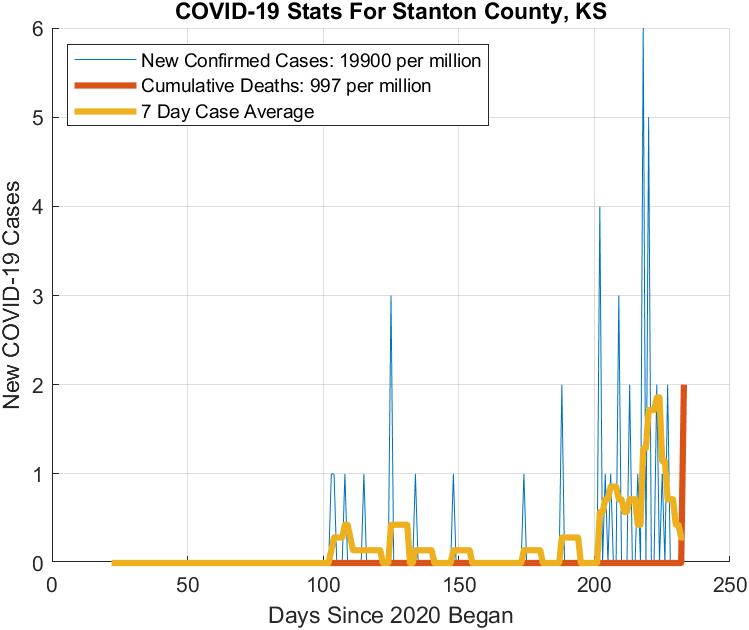 COVID-19 Stats For Stanton County, KS
New Confirmed Cases: 19900 per million
Cumulative Deaths: 997 per million
7 Day Case Average
New COVID-19 Cases
6
5
4
3
2
1
0
0 50 100 150 200 250
Days Since 2020 Began